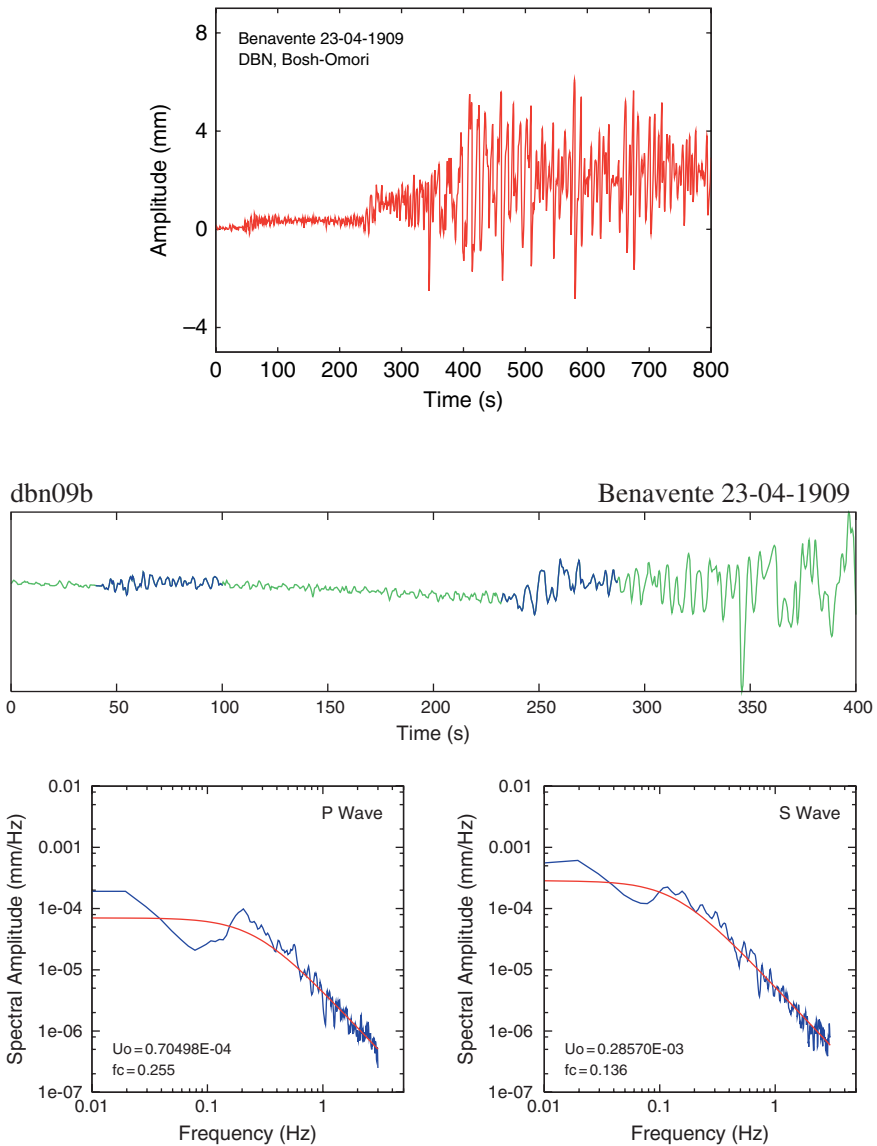 8
Benavente 23-04-1909
DBN, Bosh-Omori
4
0
−4
Amplitude (mm)
0 100 200 300 400 500 600 700 800
Time (s)
dbn09b Benavente 23-04-1909
0 50 100 150 200 250 300 350 400
Time (s)
0.01
0.001
1e-04
1e-05
1e-06
1e-07
Spectral Amplitude (mm/Hz)
P Wave
Uo=0.70498E-04
fc=0.255
0.01 0.1 1
Frequency (Hz)
0.01
0.001
1e-04
1e-05
1e-06
1e-07
Spectral Amplitude (mm/Hz)
S Wave
Uo=0.28570E-03
fc=0.136
0.01 0.1 1
Frequency (Hz)